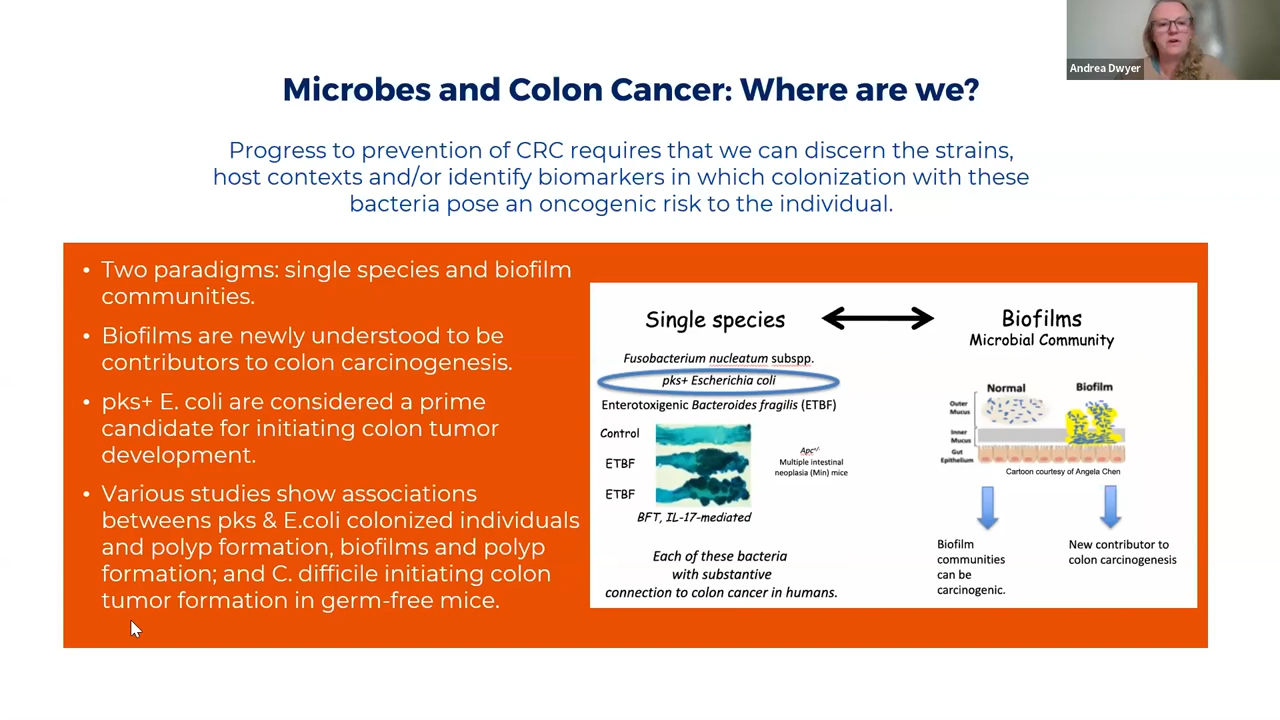 Andrea Dwyer
Microbes and Colon Cancer: Where are we?
Progress to prevention of CRC requires that we can discern the strains,
host contexts and/or identify biomarkers in which colonization with these
bacteria pose an oncogenic risk to the individual.
• Two paradigms: single species and biofilm
communities.
• Biofilms are newly understood to be
contributors to colon carcinogenesis.
• pks+ E. coli are considered a prime
candidate for initiating colon tumor
development.
• Various studies show associations
betweens pks & E.coli colonized individuals
and polyp formation, biofilms and polyp
formation; and C. difficile initiating colon
tumor formation in germ-free mice.
Single species
Fusobacterium nucleatum subspp.
pks+ Escherichia coli
Enterotoxigenic Bacteroides fragilis (ETBF)
Control
ETBF
ETBF
Multiple intestinal
neoplasia (Min) mice
BFT, IL-17-mediated
Each of these bacteria
with substantive
connection to colon cancer in humans.
Biofilms
Microbial Community
Normal
Biofilm
Outer
Mucus
Inner
Mucus
Gut
Epithelium
Cartoon courtesy of Angela Chen
Biofilm
communities
can be
carcinogenic.
New contributor to
colon carcinogenesis